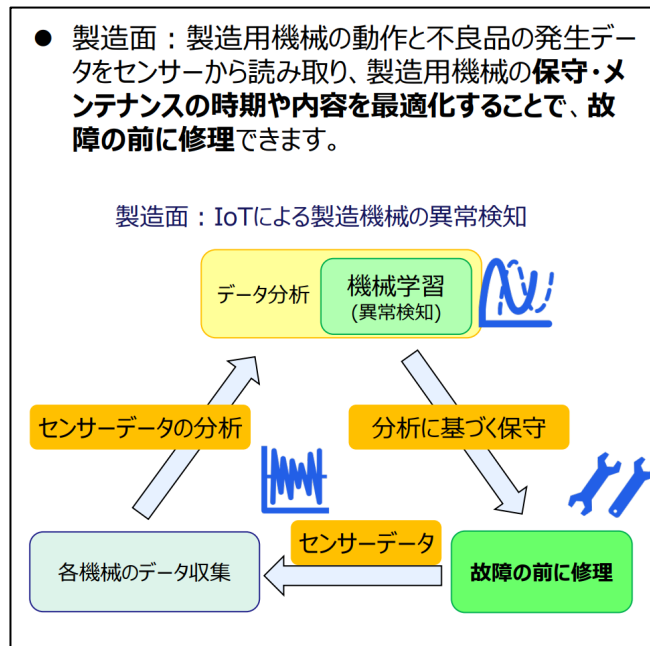 ● 製造面：製造用機械の動作と不良品の発生デー
タをセンサーから読み取り、製造用機械の保守・メ
ンテナンスの時期や内容を最適化することで、故
障の前に修理できます。
製造面：IoTによる製造機械の異常検知
データ分析
機械学習
(異常検知)
センサーデータの分析
分析に基づく保守
センサーデータ
各機械のデータ収集
故障の前に修理